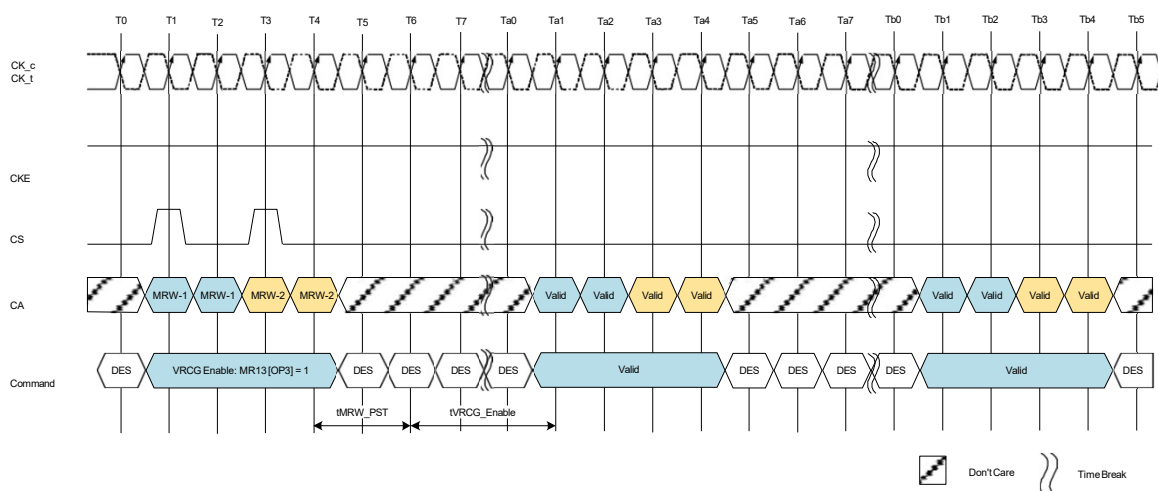 T0 T1 T2 T3 T4 T5 T6 T7 Ta0 Ta1 Ta2 Ta3 Ta4 Ta5 Ta6 Ta7 Tb0 Tb1 Tb2 Tb3 Tb4 Tb5
CK_c
CK_t
CKE
CS
CA MRW-1 MRW-1 MRW-2 MRW-2 Valid Valid Valid Valid Valid Valid Valid Valid
Command DES VRCG Enable: MR13 [OP3] = 1 DES DES DES DES Valid DES DES DES DES Valid DES
tMRW_PST tVRCG_Enable
Don't Care Time Break